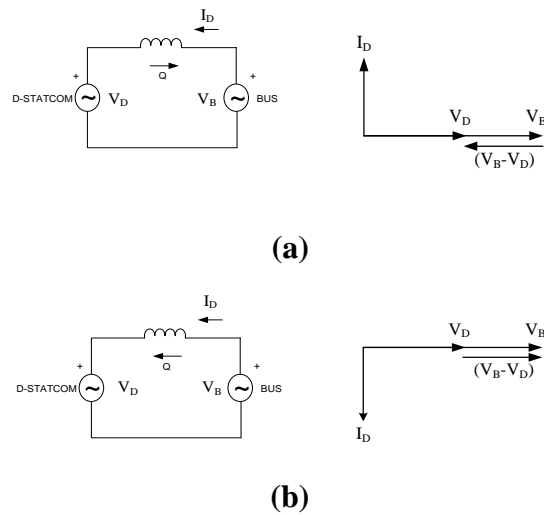 I_D
I_D
+
+
Q
D-STATCOM
V_D
V_B
BUS
V_D
V_B
(V_B-V_D)
(a)
I_D
+
+
Q
D-STATCOM
V_D
V_B
BUS
V_D
V_B
(V_B-V_D)
I_D
(b)